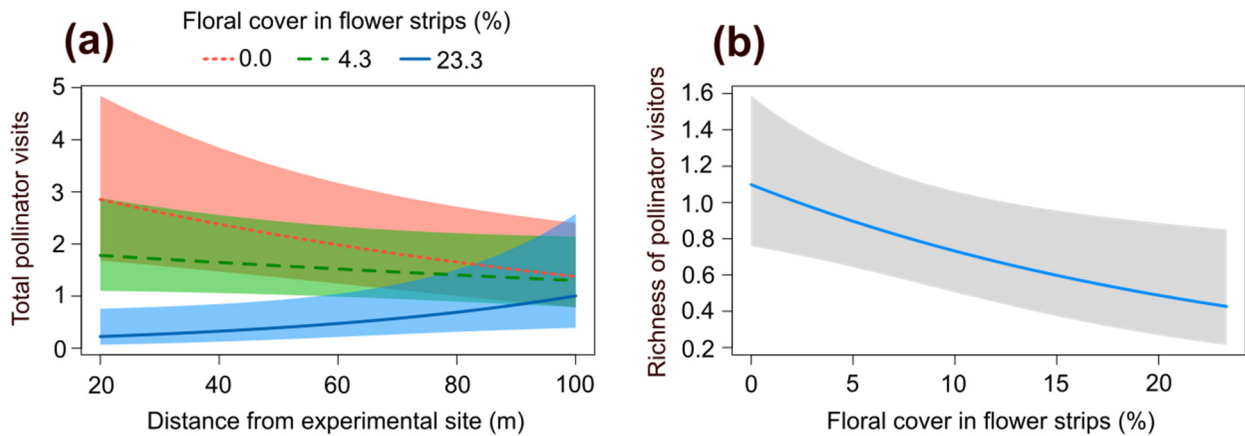 (a)
Floral cover in flower strips (%)
0.0 4.3 23.3
Total pollinator visits
5
4
3
2
1
0
20 40 60 80 100
Distance from experimental site (m)
(b)
Richness of pollinator visitors
1.6
1.4
1.2
1.0
0.8
0.6
0.4
0.2
0 5 10 15 20
Floral cover in flower strips (%)